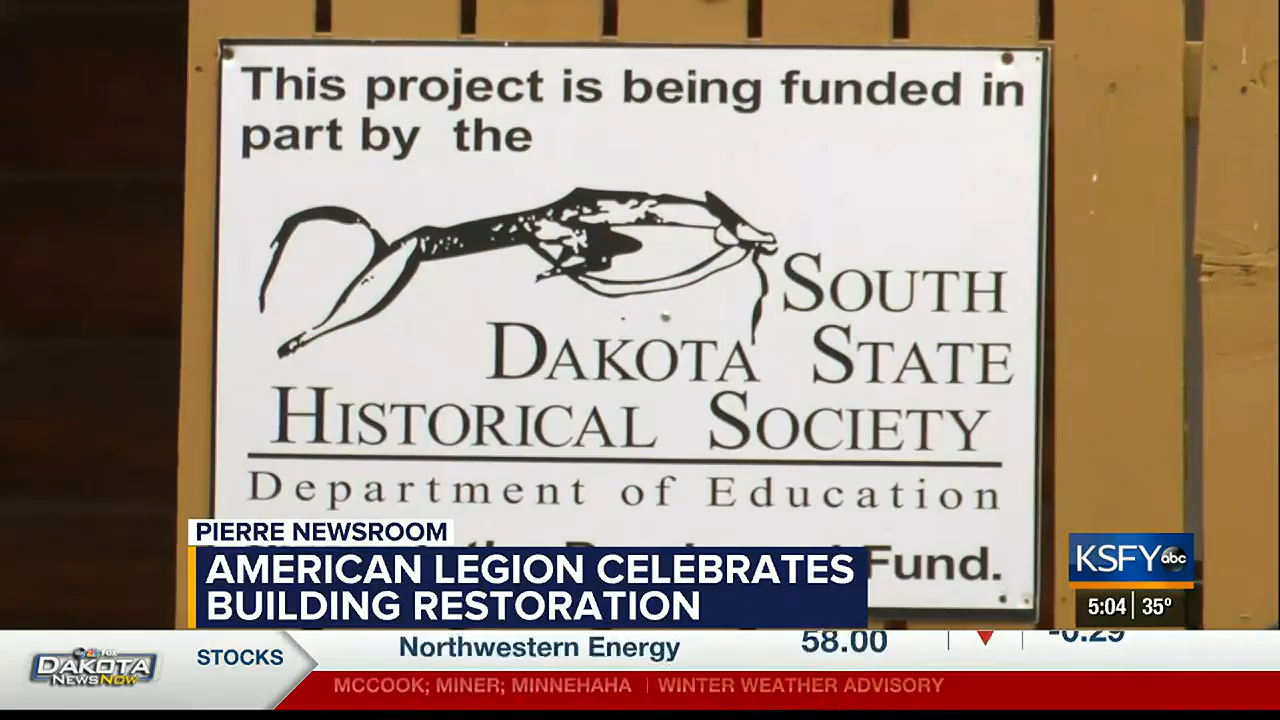 This project is being funded in
part by the
SOUTH
DAKOTA STATE
HISTORICAL SOCIETY
Department of Education
Fund.
PIERRE NEWSROOM
AMERICAN LEGION CELEBRATES
BUILDING RESTORATION
KSFY abc
5:04 35º
DAKOTA
NEWS NOW
STOCKS
Northwestern Energy 58.00 -0.29
MCCOOK; MINER; MINNEHAHA WINTER WEATHER ADVISORY